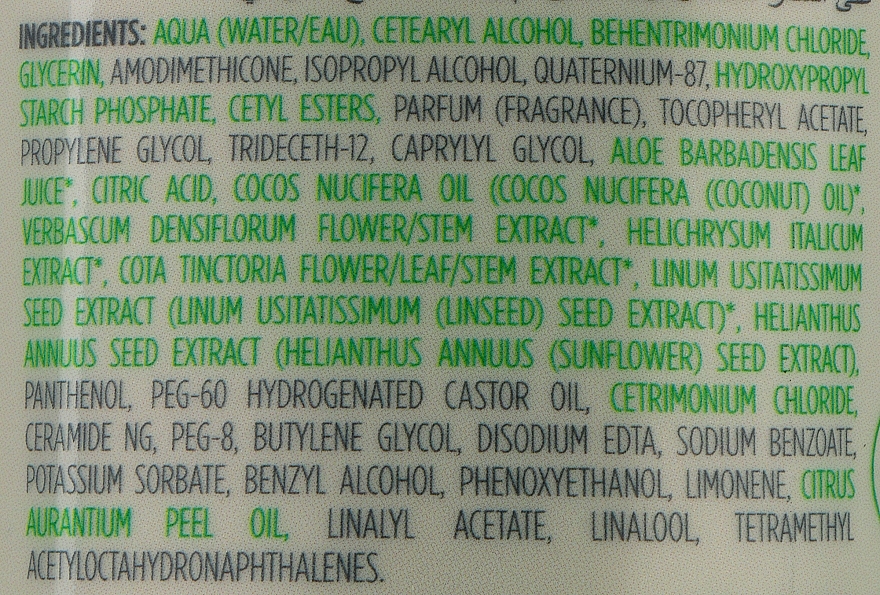 INGREDIENTS: AQUA (WATER/EAU), CETEARYL ALCOHOL, BEHENTRIMONIUM CHLORIDE,
GLYCERIN, AMODIMETHICONE, ISOPROPYL ALCOHOL, QUATERNIUM-87, HYDROXYPROPYL
STARCH PHOSPHATE, CETYL ESTERS, PARFUM (FRAGRANCE), TOCOPHERYL ACETATE,
PROPYLENE GLYCOL, TRIDECETH-12, CAPRYLYL GLYCOL, ALOE BARBADENSIS LEAF
JUICE*, CITRIC ACID, COCOS NUCIFERA OIL (COCOS NUCIFERA (COCONUT) OIL)*,
VERBASCUM DENSIFLORUM FLOWER/STEM EXTRACT*, HELICHRYSUM ITALICUM
EXTRACT*, COTA TINCTORIA FLOWER/LEAF/STEM EXTRACT*, LINUM USITATISSIMUM
SEED EXTRACT (LINUM USITATISSIMUM (LINSEED) SEED EXTRACT)*, HELIANTHUS
ANNUUS SEED EXTRACT (HELIANTHUS ANNUUS (SUNFLOWER) SEED EXTRACT),
PANTHENOL, PEG-60 HYDROGENATED CASTOR OIL, CETRIMONIUM CHLORIDE,
CERAMIDE NG, PEG-8, BUTYLENE GLYCOL, DISODIUM EDTA, SODIUM BENZOATE,
POTASSIUM SORBATE, BENZYL ALCOHOL, PHENOXYETHANOL, LIMONENE, CITRUS
AURANTIUM PEEL OIL, LINALYL ACETATE, LINALOOL, TETRAMETHYL
ACETYLOCTAHYDRONAPHTHALENES.